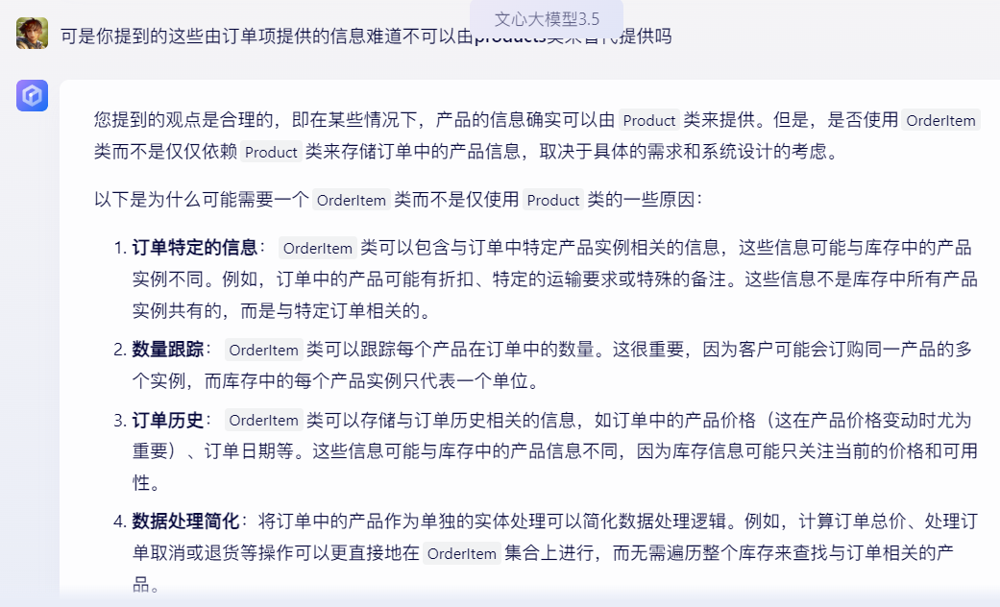 文心大模型3.5
可是你提到的这些由订单项提供的信息难道不可以由products类来替代提供吗
您提到的观点是合理的，即在某些情况下，产品的信息确实可以由 Product 类来提供。但是，是否使用 OrderItem
类而不是仅仅依赖 Product 类来存储订单中的产品信息，取决于具体的需求和系统设计的考虑。
以下是为什么可能需要一个 OrderItem 类而不是仅使用 Product 类的一些原因：
1. 订单特定的信息： OrderItem 类可以包含与订单中特定产品实例相关的信息，这些信息可能与库存中的产品
实例不同。例如，订单中的产品可能有折扣、特定的运输要求或特殊的备注。这些信息不是库存中所有产品
实例共有的，而是与特定订单相关的。
2. 数量跟踪： OrderItem 类可以跟踪每个产品在订单中的数量。这很重要，因为客户可能会订购同一产品的多
个实例，而库存中的每个产品实例只代表一个单位。
3. 订单历史： OrderItem 类可以存储与订单历史相关的信息，如订单中的产品价格（这在产品价格变动时尤为
重要）、订单日期等。这些信息可能与库存中的产品信息不同，因为库存信息可能只关注当前的价格和可用
性。
4. 数据处理简化：将订单中的产品作为单独的实体处理可以简化数据处理逻辑。例如，计算订单总价、处理订
单取消或退货等操作可以更直接地在 OrderItem 集合上进行，而无需遍历整个库存来查找与订单相关的产
品。